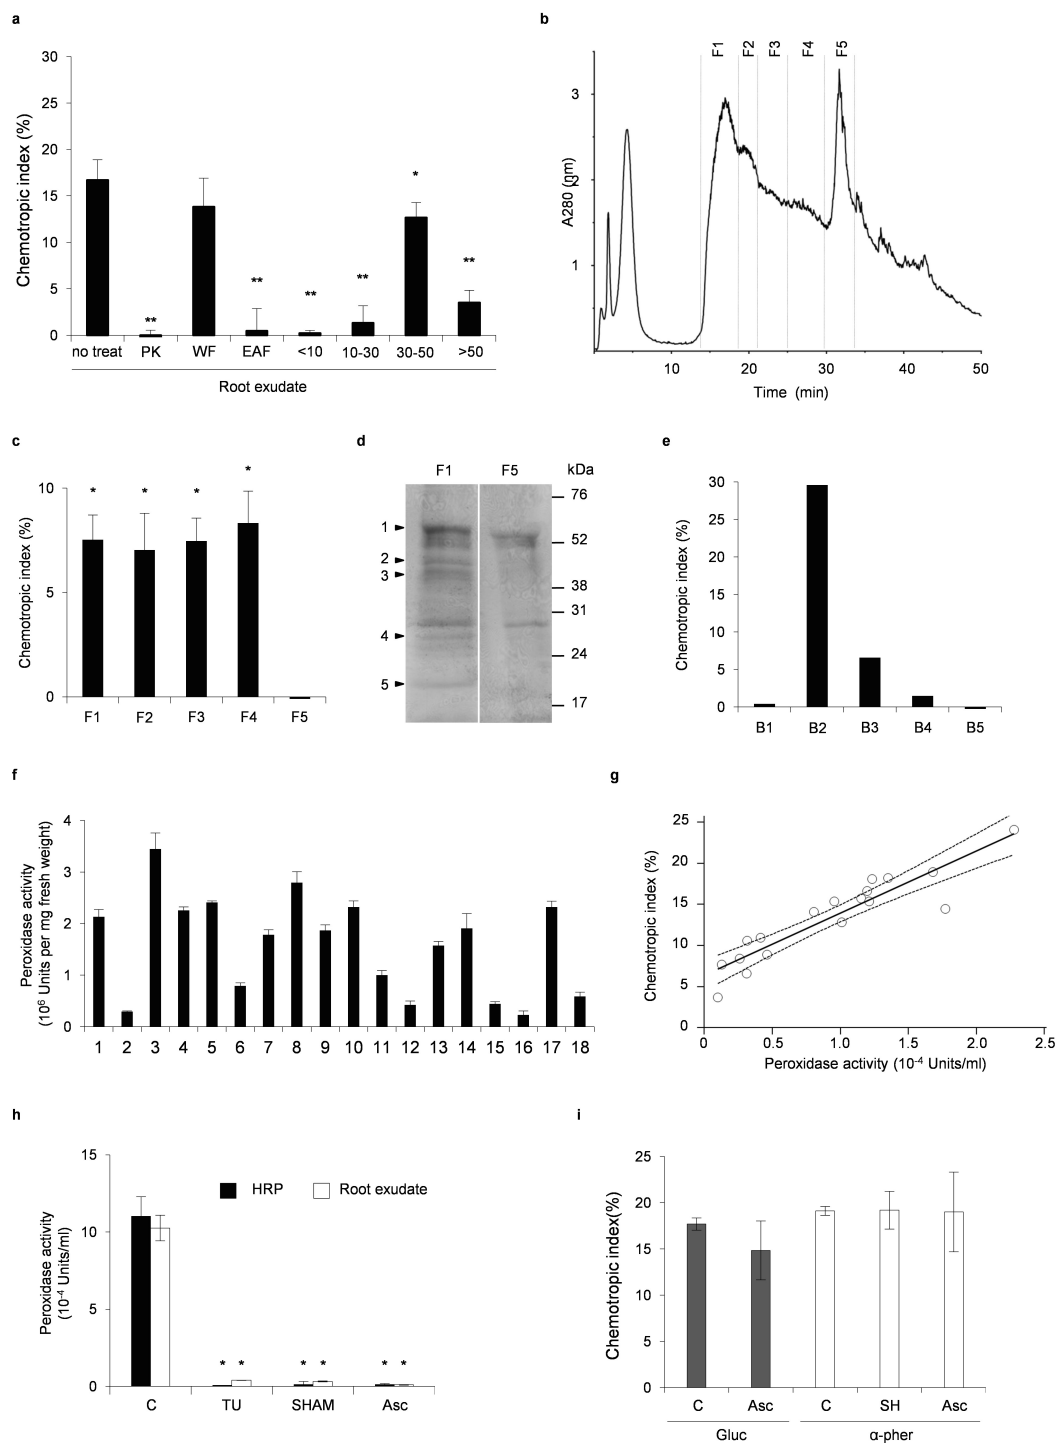 a
30
25
20
15
10
5
0
Chemotropic index (%)
*
**
**
**
**
**
no treat PK WF EAF <10 10-30 30-50 >50
Root exudate
b
F1 F2 F3 F4 F5
3
2
1
A280 (gm)
10 20 30 40 50
Time (min)
c
10
5
0
Chemotropic index (%)
* * * *
F1 F2 F3 F4 F5
d
F1 F5 kDa
1
2
3
4
5
76
52
38
31
24
17
e
30
25
20
15
10
5
0
Chemotropic index (%)
B1 B2 B3 B4 B5
f
4
3
2
1
0
Peroxidase activity
(10⁶ Units per mg fresh weight)
1 2 3 4 5 6 7 8 9 10 11 12 13 14 15 16 17 18
g
25
20
15
10
5
0
Chemotropic index (%)
0 0.5 1.0 1.5 2.0 2.5
Peroxidase activity (10⁻⁴ Units/ml)
h
15
10
5
0
Peroxidase activity
(10⁻⁴ Units/ml)
HRP Root exudate
* * * * * *
C TU SHAM Asc
i
25
20
15
10
5
0
Chemotropic index(%)
C Asc C SH Asc
Gluc α-pher